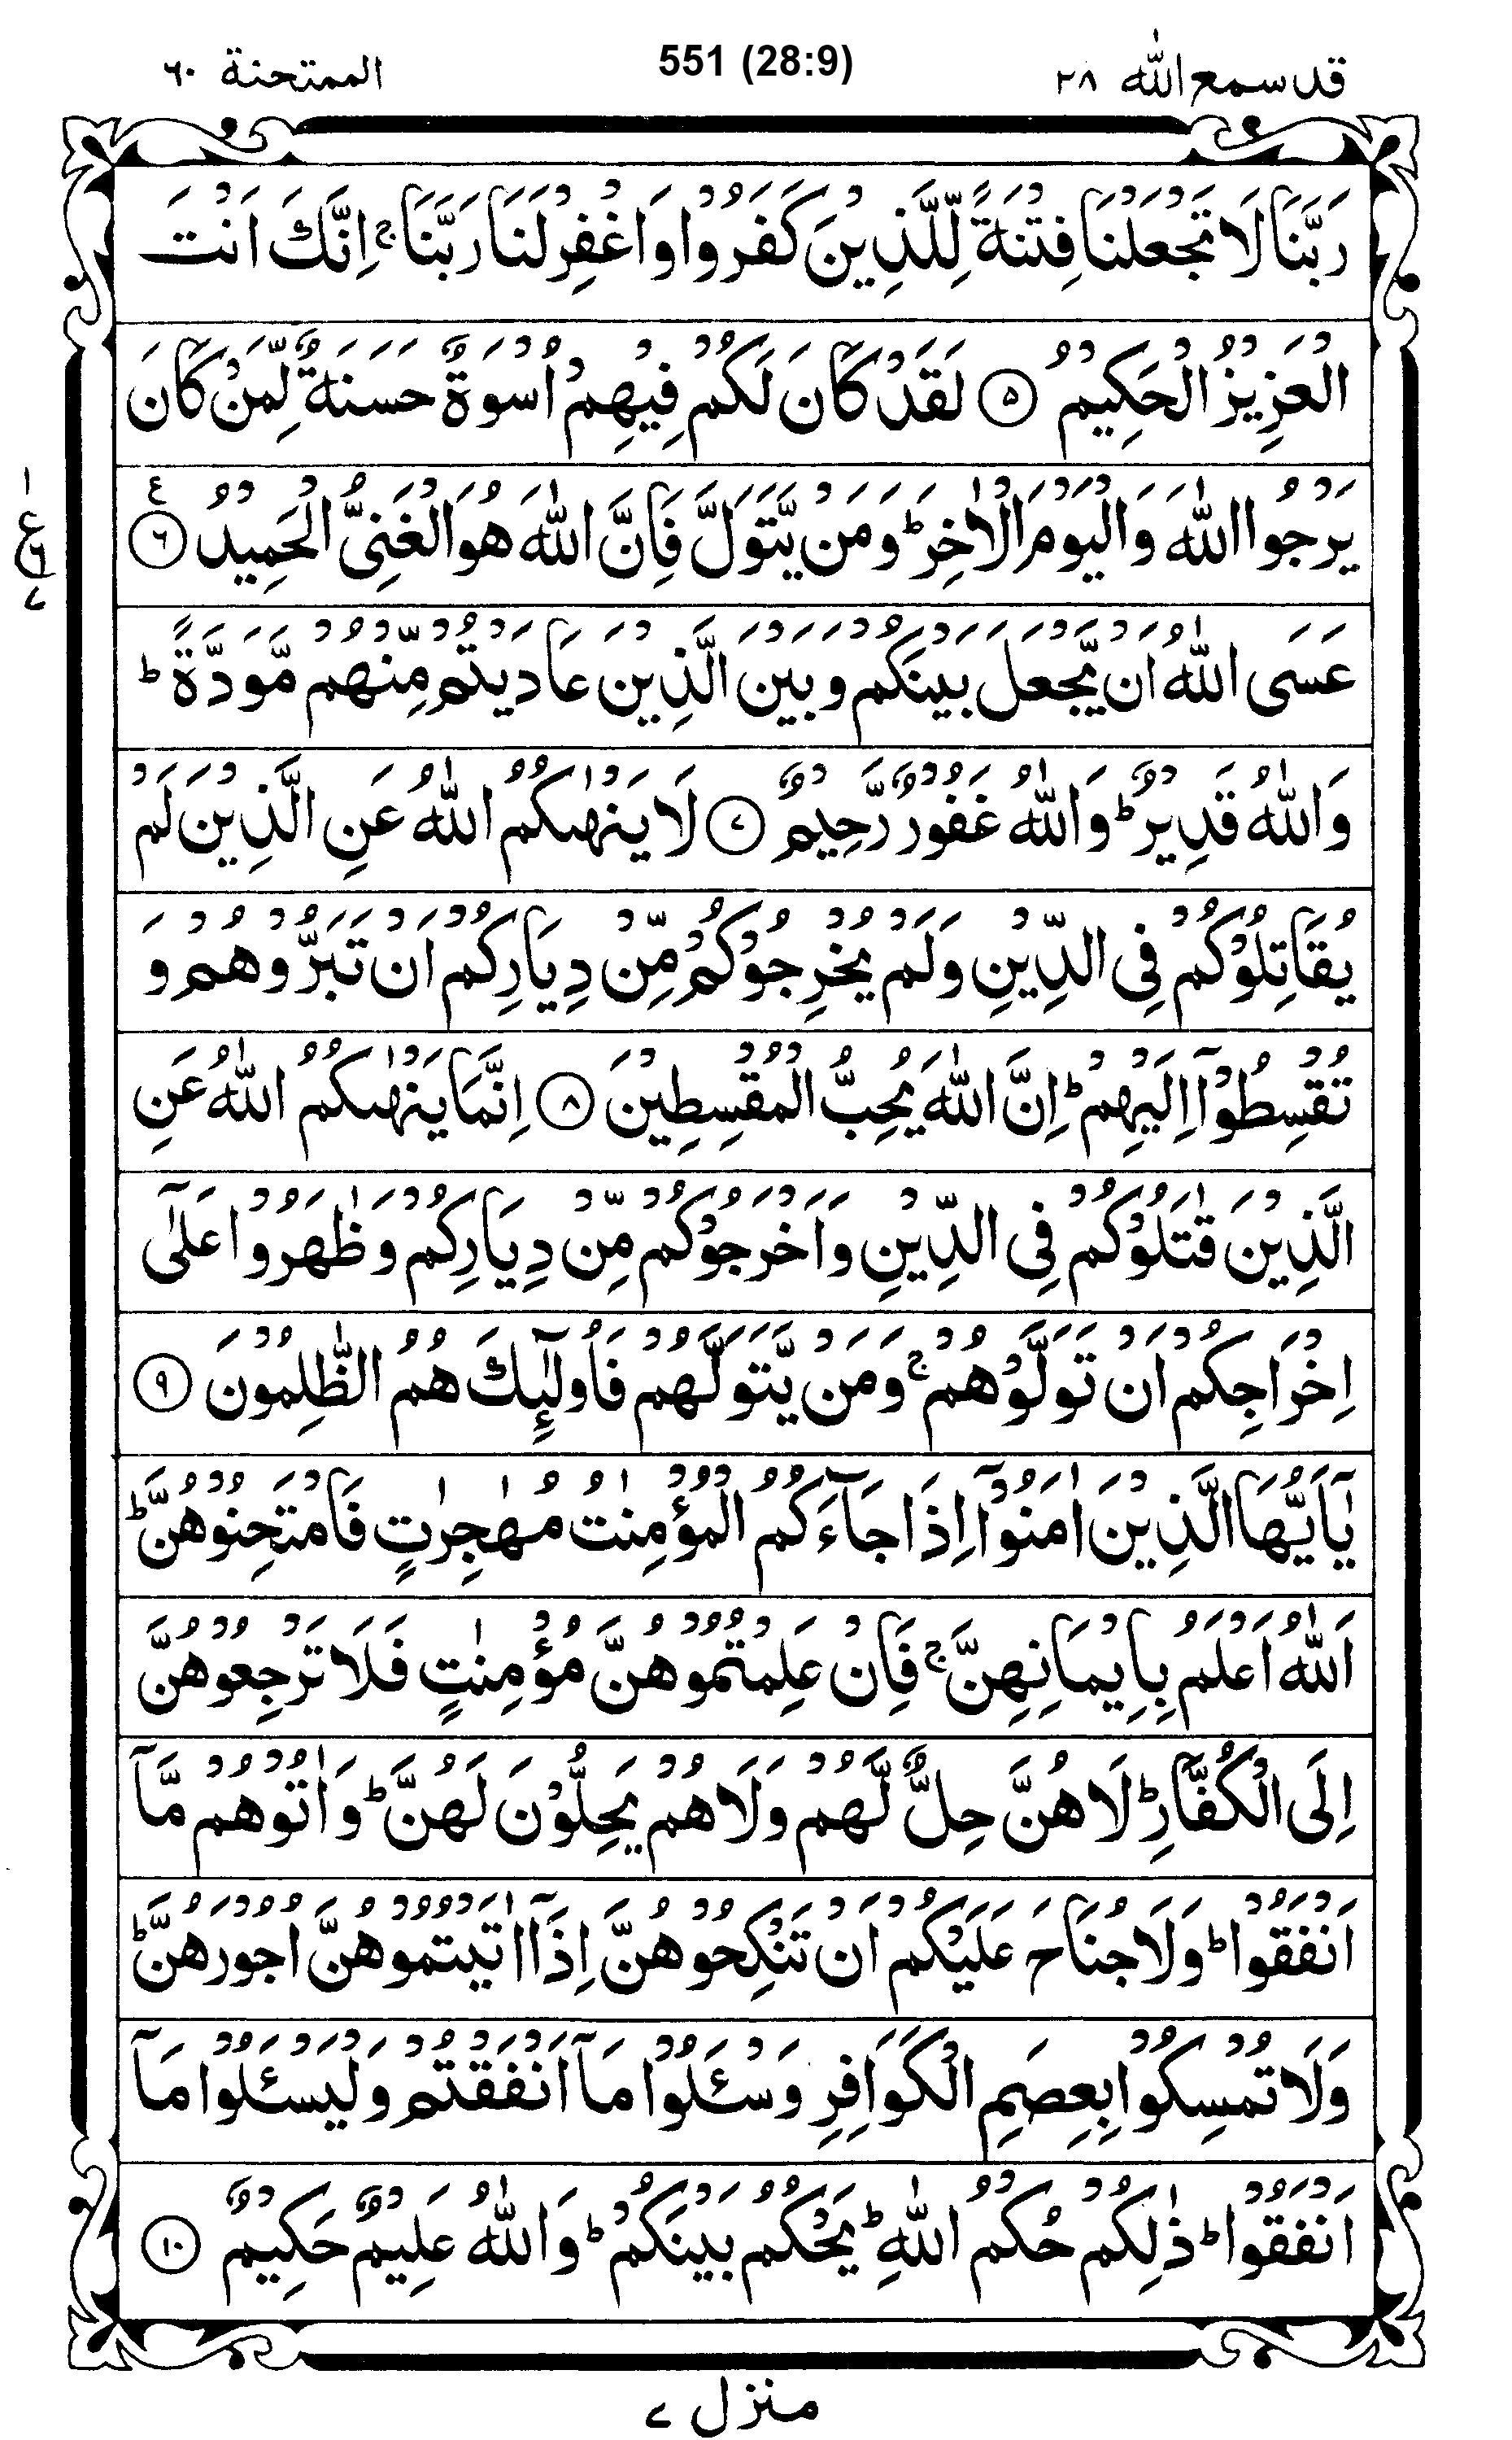 قد سمع الله ٢٨
551 (28:9)
الممتحنة ٦٠
رَبَّنَا لَا تَجْعَلْنَا فِتْنَةً لِّلَّذِيْنَ كَفَرُوْا وَاغْفِرْ لَنَا رَبَّنَا ۚ اِنَّكَ اَنْتَ
الْعَزِيْزُ الْحَكِيْمُ ۝٥ لَقَدْ كَانَ لَكُمْ فِيْهِمْ اُسْوَةٌ حَسَنَةٌ لِّمَنْ كَانَ
يَرْجُوا اللّٰهَ وَالْيَوْمَ الْاٰخِرَ ؕ وَمَنْ يَّتَوَلَّ فَاِنَّ اللّٰهَ هُوَ الْغَنِىُّ الْحَمِيْدُ ۝٦ ع
١ ع ٦ ٧
عَسَى اللّٰهُ اَنْ يَّجْعَلَ بَيْنَكُمْ وَبَيْنَ الَّذِيْنَ عَادَيْتُمْ مِّنْهُمْ مَّوَدَّةً ؕ
وَاللّٰهُ قَدِيْرٌ ؕ وَاللّٰهُ غَفُوْرٌ رَّحِيْمٌ ۝٧ لَا يَنْهٰىكُمُ اللّٰهُ عَنِ الَّذِيْنَ لَمْ
يُقَاتِلُوْكُمْ فِى الدِّيْنِ وَلَمْ يُخْرِجُوْكُمْ مِّنْ دِيَارِكُمْ اَنْ تَبَرُّوْهُمْ وَ
تُقْسِطُوْۤا اِلَيْهِمْ ؕ اِنَّ اللّٰهَ يُحِبُّ الْمُقْسِطِيْنَ ۝٨ اِنَّمَا يَنْهٰىكُمُ اللّٰهُ عَنِ
الَّذِيْنَ قٰتَلُوْكُمْ فِى الدِّيْنِ وَاَخْرَجُوْكُمْ مِّنْ دِيَارِكُمْ وَظٰهَرُوْا عَلٰٓى
اِخْرَاجِكُمْ اَنْ تَوَلَّوْهُمْ ۚ وَمَنْ يَّتَوَلَّهُمْ فَاُولٰٓئِكَ هُمُ الظّٰلِمُوْنَ ۝٩
يٰۤاَيُّهَا الَّذِيْنَ اٰمَنُوْۤا اِذَا جَآءَكُمُ الْمُؤْمِنٰتُ مُهٰجِرٰتٍ فَامْتَحِنُوْهُنَّ ؕ
اَللّٰهُ اَعْلَمُ بِاِيْمَانِهِنَّ ۚ فَاِنْ عَلِمْتُمُوْهُنَّ مُؤْمِنٰتٍ فَلَا تَرْجِعُوْهُنَّ
اِلَى الْكُفَّارِ ؕ لَا هُنَّ حِلٌّ لَّهُمْ وَلَا هُمْ يَحِلُّوْنَ لَهُنَّ ؕ وَاٰتُوْهُمْ مَّاۤ
اَنْفَقُوْا ؕ وَلَا جُنَاحَ عَلَيْكُمْ اَنْ تَنْكِحُوْهُنَّ اِذَاۤ اٰتَيْتُمُوْهُنَّ اُجُوْرَهُنَّ ؕ
وَلَا تُمْسِكُوْا بِعِصَمِ الْكَوَافِرِ وَسْـَٔلُوْا مَاۤ اَنْفَقْتُمْ وَلْيَسْـَٔلُوْا مَاۤ
اَنْفَقُوْا ؕ ذٰلِكُمْ حُكْمُ اللّٰهِ ؕ يَحْكُمُ بَيْنَكُمْ ؕ وَاللّٰهُ عَلِيْمٌ حَكِيْمٌ ۝١٠
منزل ٧